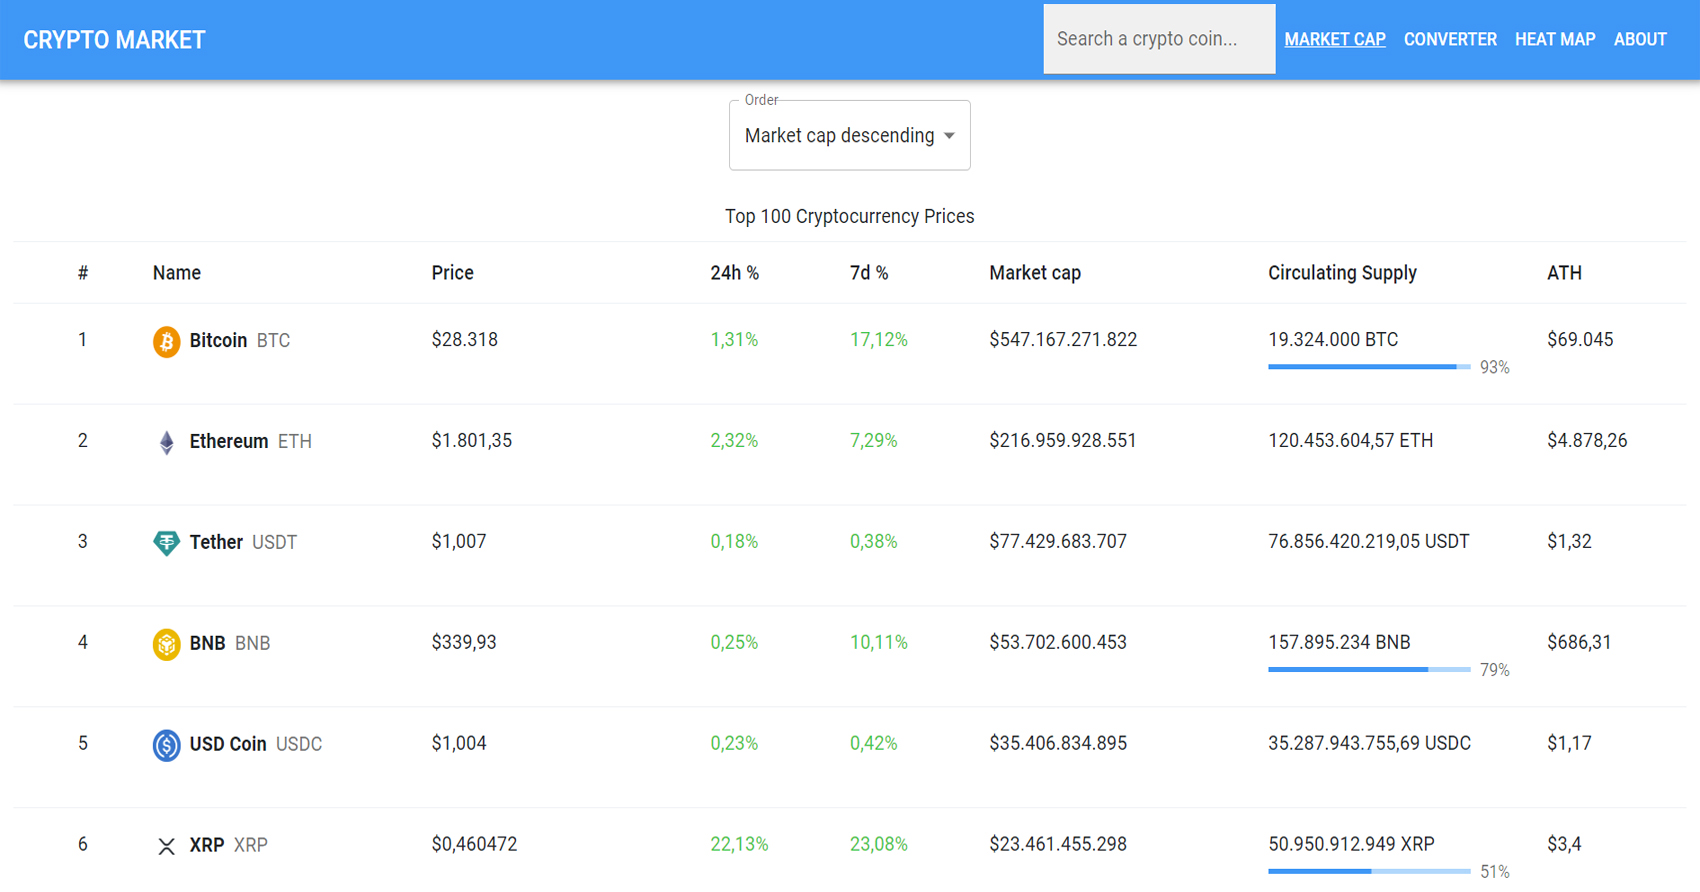 CRYPTO MARKET Search a crypto coin... MARKET CAP CONVERTER HEAT MAP ABOUT
Order
Market cap descending
Top 100 Cryptocurrency Prices
# Name Price 24h % 7d % Market cap Circulating Supply ATH
1 Bitcoin BTC $28.318 1,31% 17,12% $547.167.271.822 19.324.000 BTC $69.045
93%
2 Ethereum ETH $1.801,35 2,32% 7,29% $216.959.928.551 120.453.604,57 ETH $4.878,26
3 Tether USDT $1,007 0,18% 0,38% $77.429.683.707 76.856.420.219,05 USDT $1,32
4 BNB BNB $339,93 0,25% 10,11% $53.702.600.453 157.895.234 BNB $686,31
79%
5 USD Coin USDC $1,004 0,23% 0,42% $35.406.834.895 35.287.943.755,69 USDC $1,17
6 XRP XRP $0,460472 22,13% 23,08% $23.461.455.298 50.950.912.949 XRP $3,4
51%